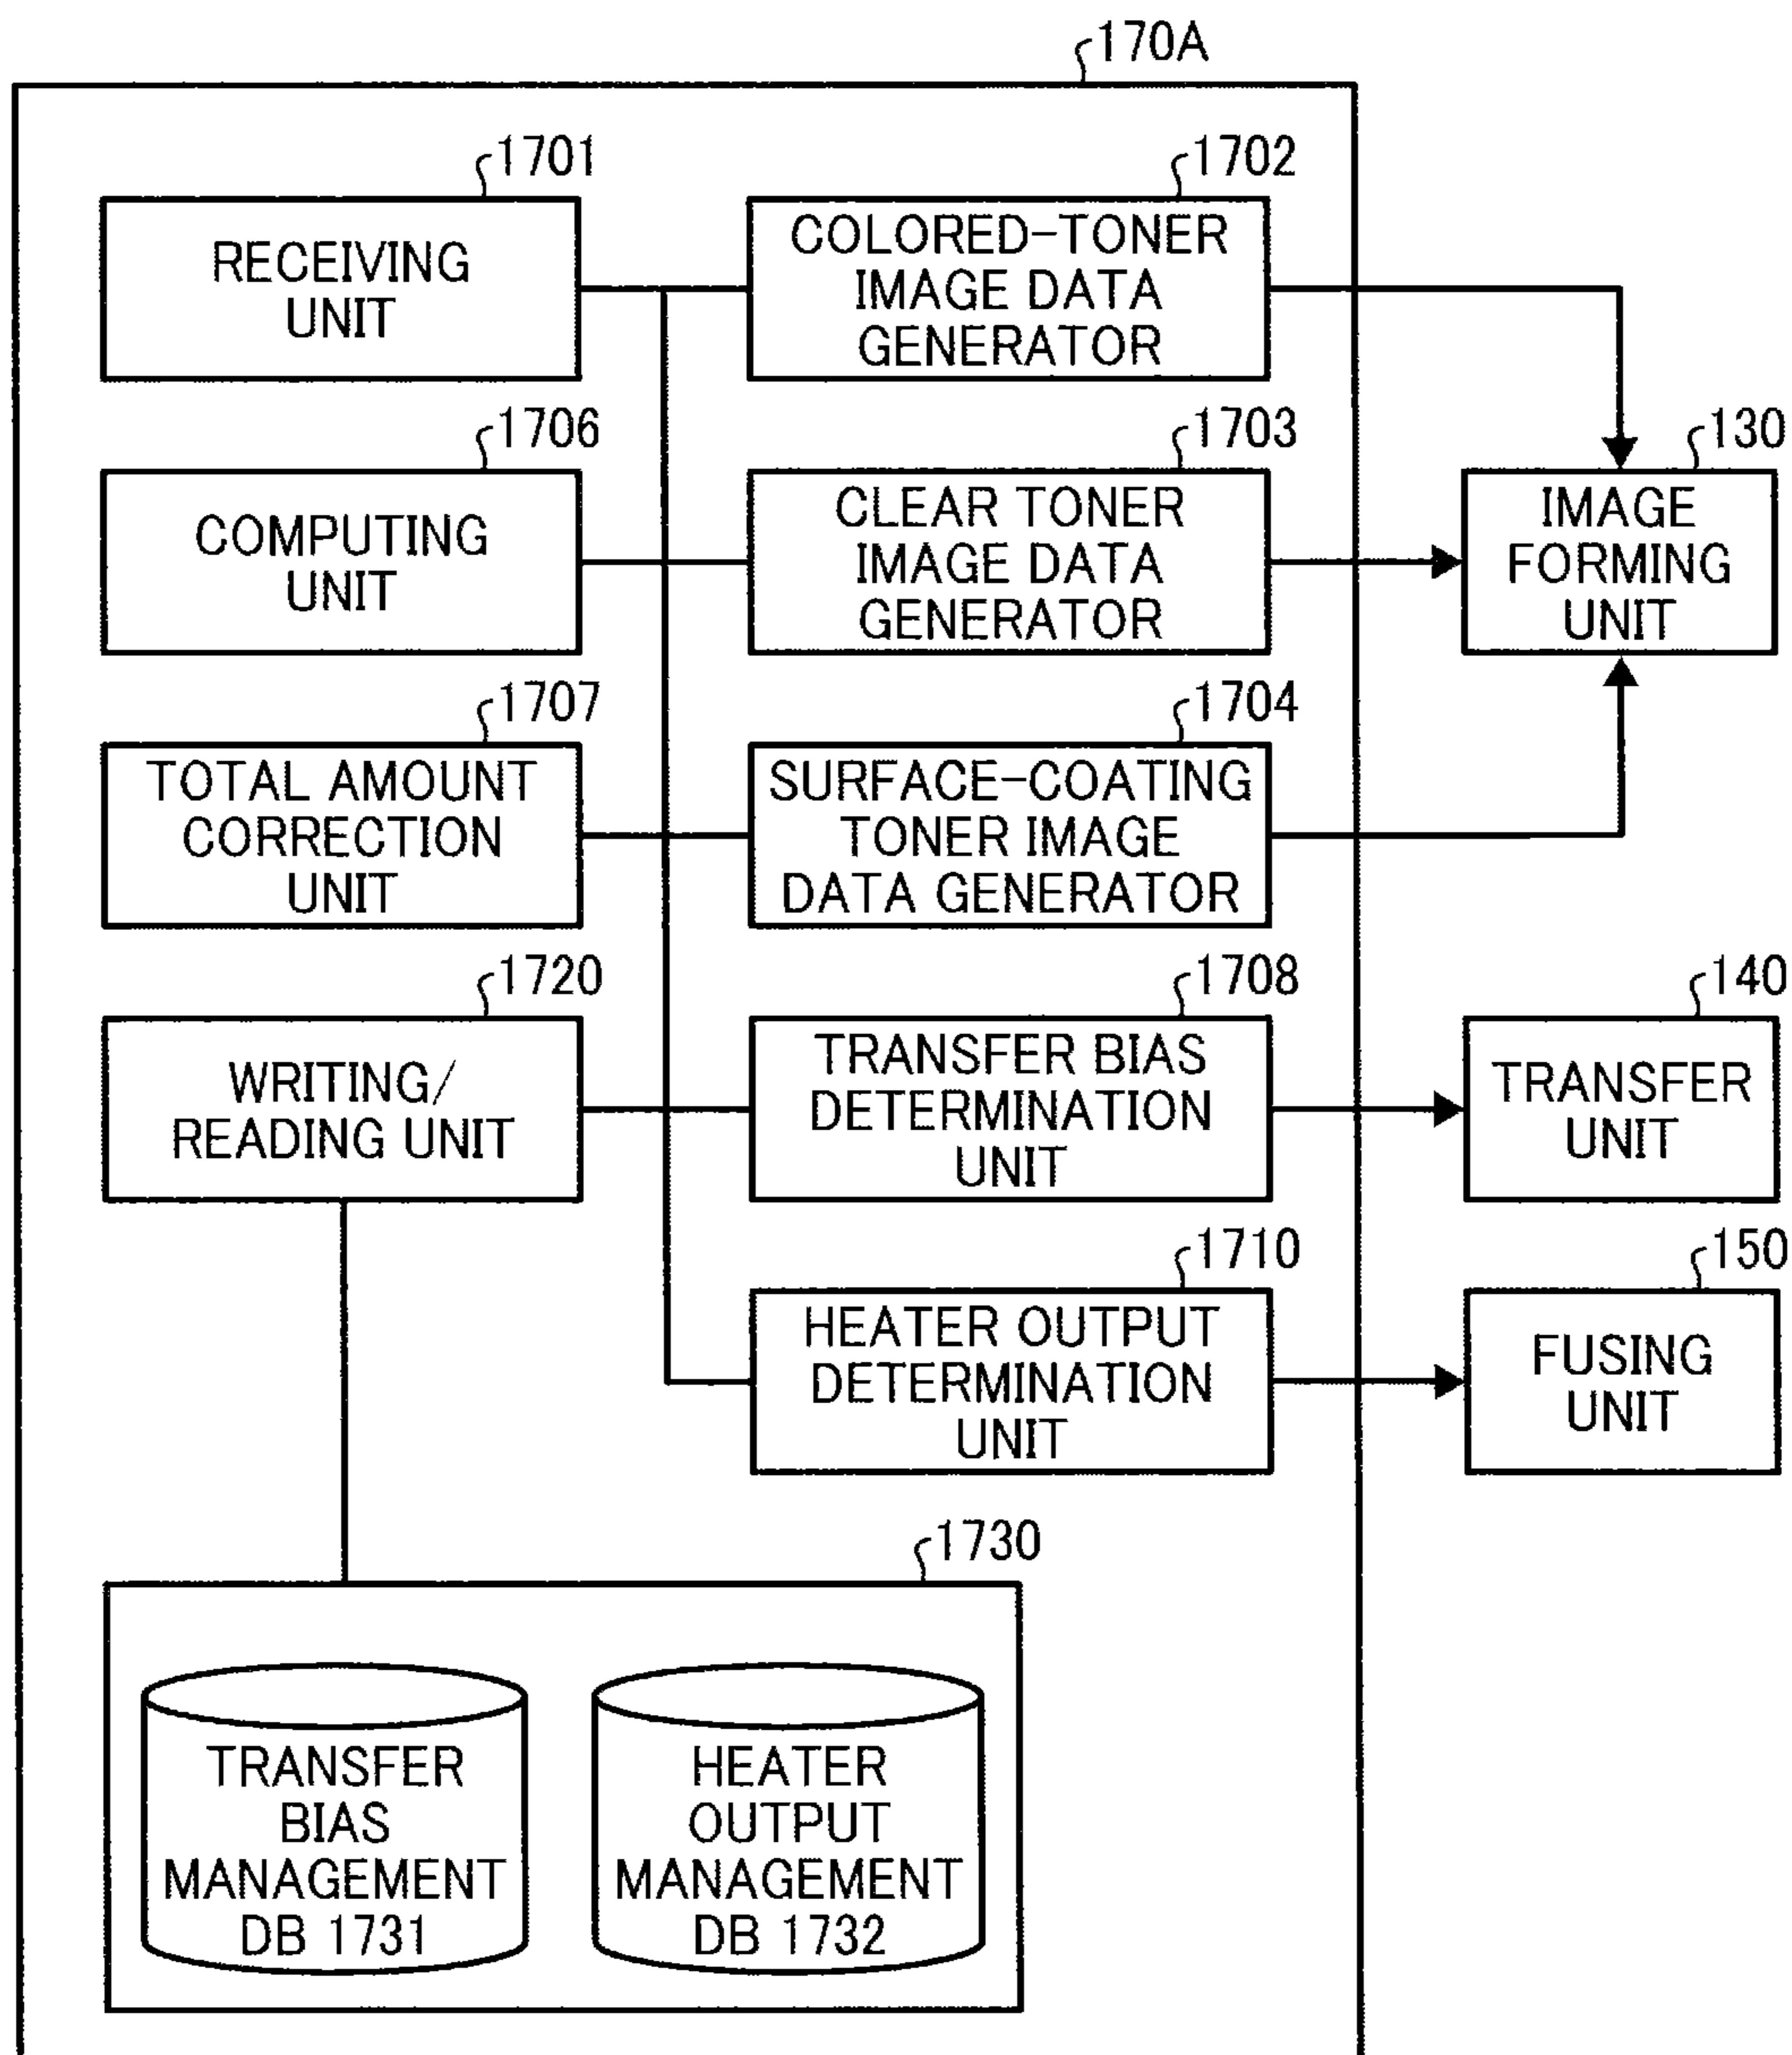 170A
1701
RECEIVING
UNIT
1702
COLORED-TONER
IMAGE DATA
GENERATOR
1706
COMPUTING
UNIT
1703
CLEAR TONER
IMAGE DATA
GENERATOR
130
IMAGE
FORMING
UNIT
1707
TOTAL AMOUNT
CORRECTION
UNIT
1704
SURFACE-COATING
TONER IMAGE
DATA GENERATOR
1720
WRITING/
READING UNIT
1708
TRANSFER BIAS
DETERMINATION
UNIT
140
TRANSFER
UNIT
1710
HEATER OUTPUT
DETERMINATION
UNIT
150
FUSING
UNIT
1730
TRANSFER
BIAS
MANAGEMENT
DB 1731
HEATER
OUTPUT
MANAGEMENT
DB 1732